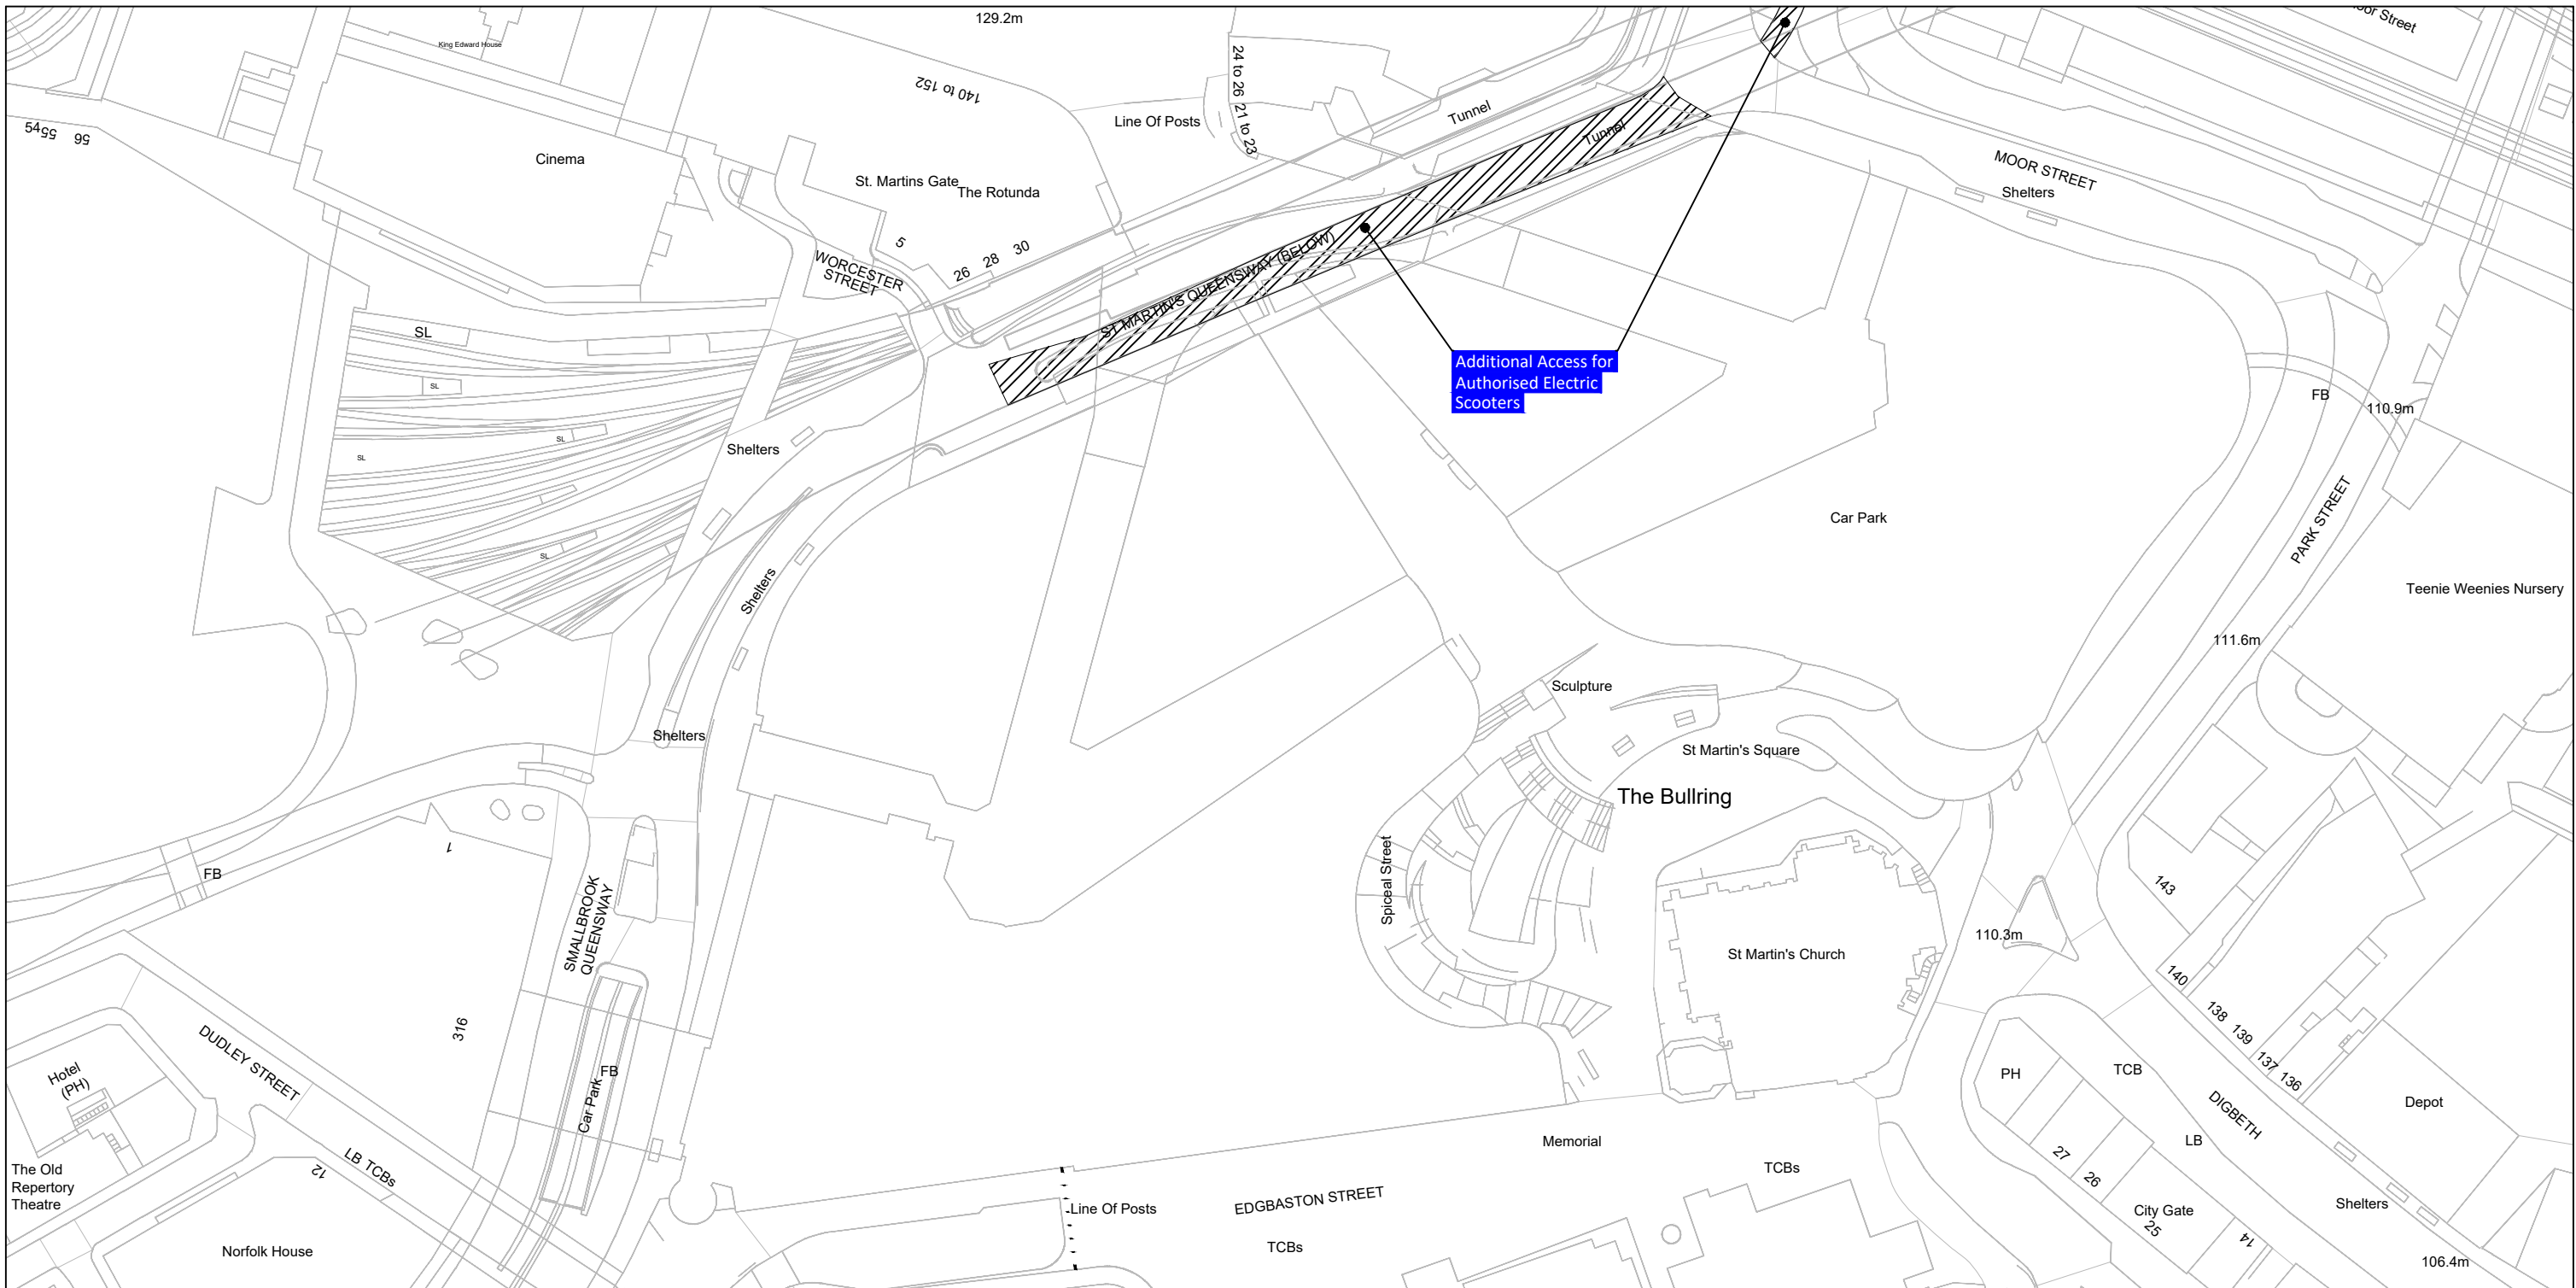 129.2m
oor Street
King Edward House
140 to 152
24 to 26
21 to 23
Line Of Posts
Tunnel
Tunnel
54
55
56
Cinema
St. Martins Gate
The Rotunda
MOOR STREET
Shelters
5
26
28
30
WORCESTER
STREET
ST MARTIN'S QUEENSWAY (BELOW)
SL
SL
SL
SL
SL
Additional Access for
Authorised Electric
Scooters
FB
110.9m
Shelters
Shelters
Shelters
Car Park
PARK STREET
Teenie Weenies Nursery
111.6m
Sculpture
St Martin's Square
The Bullring
Spiceal Street
St Martin's Church
1
FB
SMALLBROOK
QUEENSWAY
316
143
110.3m
140
138
139
137
136
DUDLEY STREET
Hotel
(PH)
FB
Car Park
PH
TCB
DIGBETH
LB
Depot
Memorial
TCBs
The Old
Repertory
Theatre
12
LB
TCBs
Line Of Posts
EDGBASTON STREET
TCBs
27
26
City Gate
25
14
Shelters
Norfolk House
106.4m